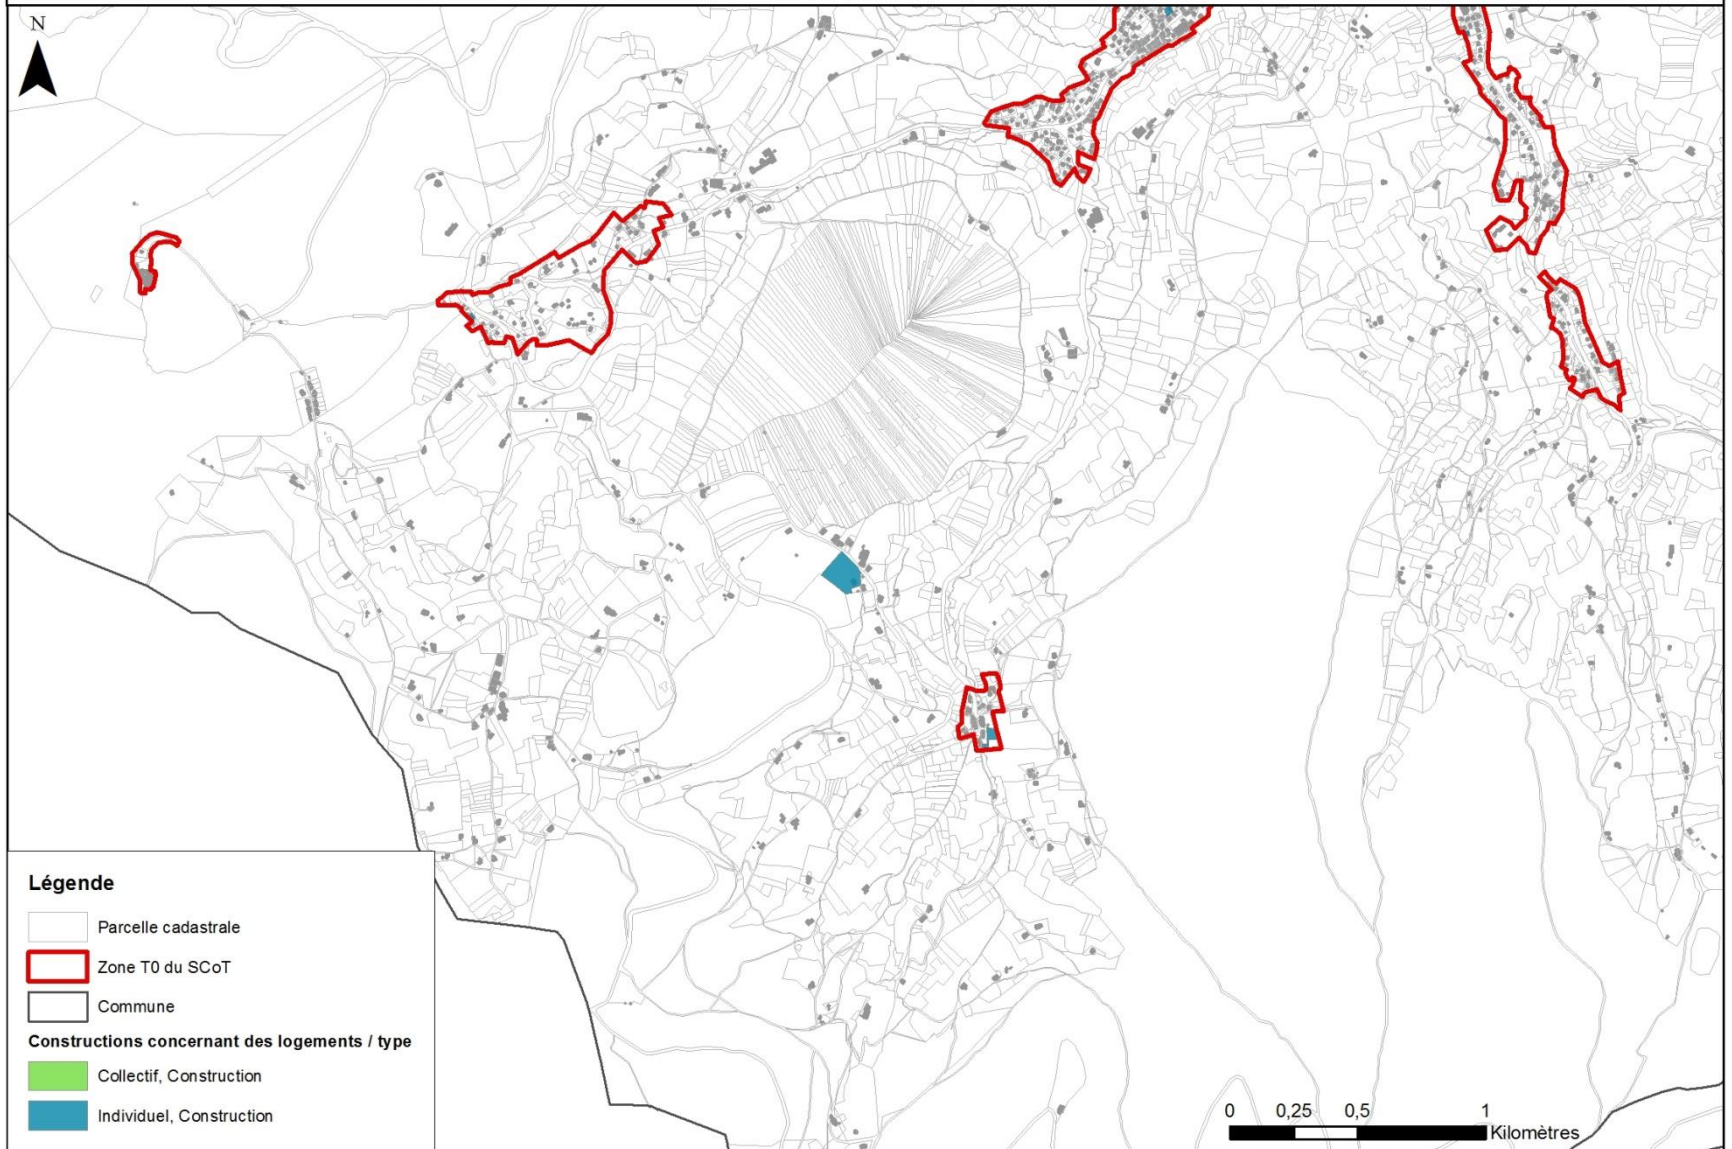 N
Légende
Parcelle cadastrale
Zone T0 du SCoT
Commune
Constructions concernant des logements / type
Collectif, Construction
Individuel, Construction
0 0,25 0,5 1
Kilomètres